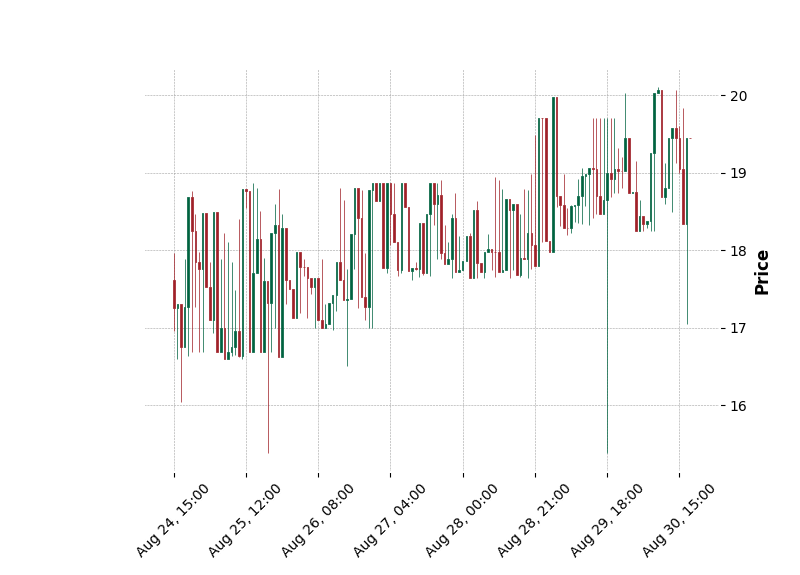 20
19
18
17
16
Price
Aug 24, 15:00
Aug 25, 12:00
Aug 26, 08:00
Aug 27, 04:00
Aug 28, 00:00
Aug 28, 21:00
Aug 29, 18:00
Aug 30, 15:00